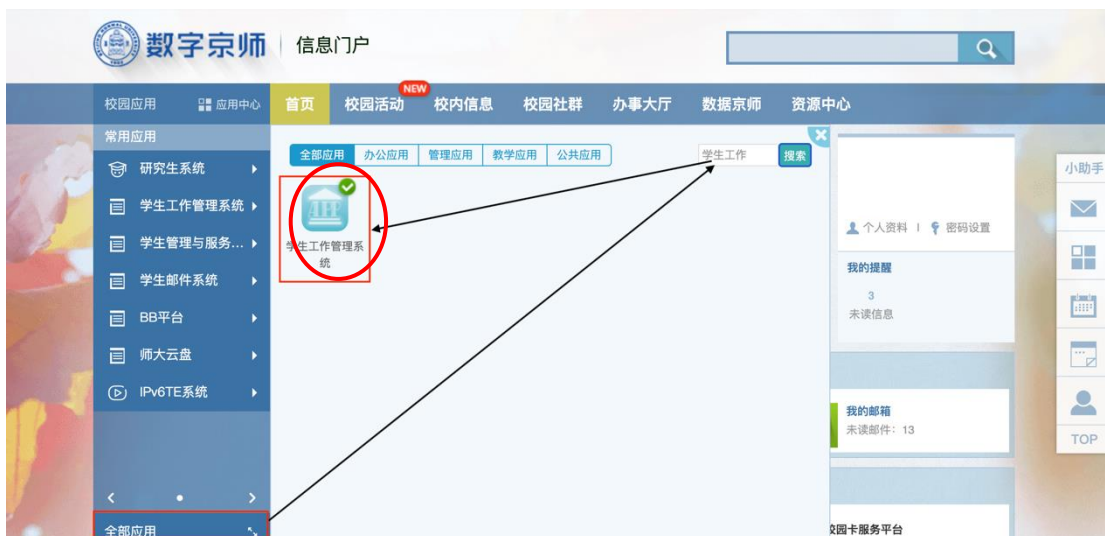 数字京师 信息门户
校园应用 应用中心 首页 校园活动 NEW 校内信息 校园社群 办事大厅 数据京师 资源中心
常用应用
研究生系统
学生工作管理系统
学生管理与服务...
学生邮件系统
BB平台
师大云盘
IPv6TE系统
全部应用
全部应用 办公应用 管理应用 教学应用 公共应用 学生工作 搜索
学生工作管理系
统
个人资料 | 密码设置
我的提醒
3
未读信息
我的邮箱
未读邮件：13
校园卡服务平台
小助手
TOP